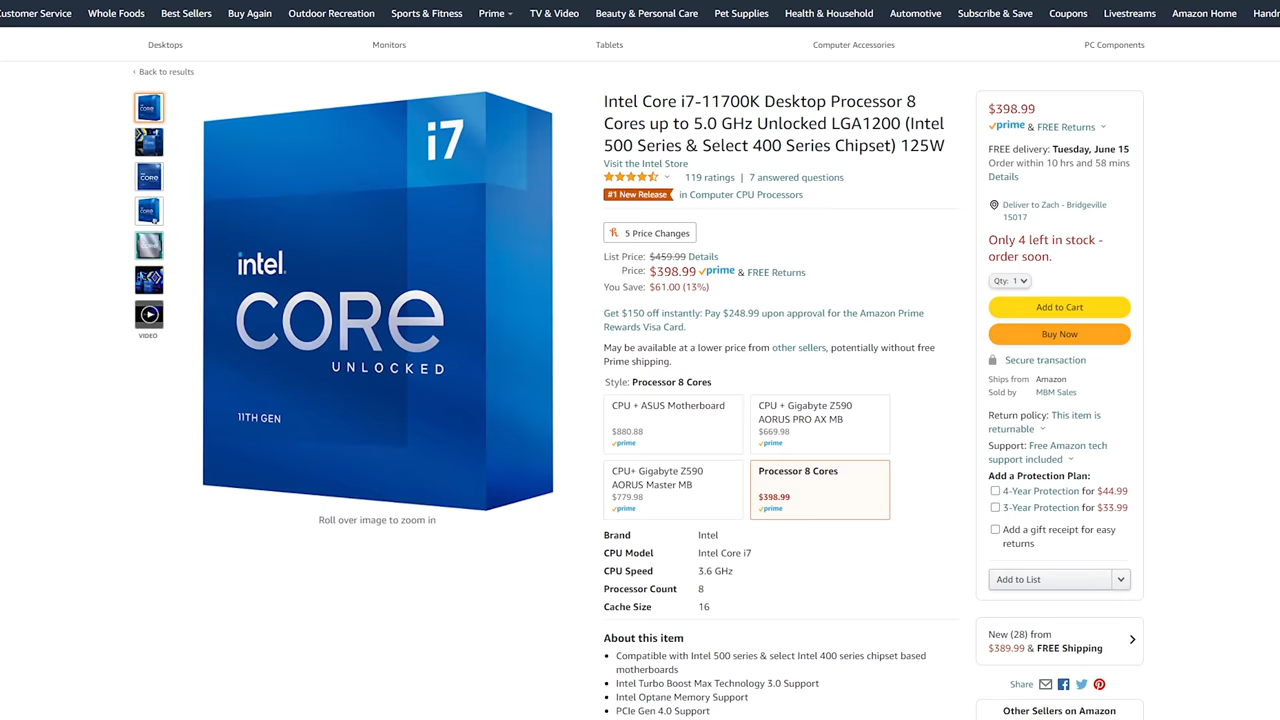 Customer Service Whole Foods Best Sellers Buy Again Outdoor Recreation Sports & Fitness Prime TV & Video Beauty & Personal Care Pet Supplies Health & Household Automotive Subscribe & Save Coupons Livestreams Amazon Home Hand
Desktops Monitors Tablets Computer Accessories PC Components
‹ Back to results
i7
intel.
CORE
UNLOCKED
11TH GEN
VIDEO
Roll over image to zoom in
Intel Core i7-11700K Desktop Processor 8
Cores up to 5.0 GHz Unlocked LGA1200 (Intel
500 Series & Select 400 Series Chipset) 125W
Visit the Intel Store
119 ratings | 7 answered questions
#1 New Release in Computer CPU Processors
5 Price Changes
List Price: $459.99 Details
Price: $398.99 prime & FREE Returns
You Save: $61.00 (13%)
Get $150 off instantly: Pay $248.99 upon approval for the Amazon Prime
Rewards Visa Card.
May be available at a lower price from other sellers, potentially without free
Prime shipping.
Style: Processor 8 Cores
CPU + ASUS Motherboard
$880.88
prime
CPU + Gigabyte Z590
AORUS PRO AX MB
$669.98
prime
CPU+ Gigabyte Z590
AORUS Master MB
$779.98
prime
Processor 8 Cores
$398.99
prime
Brand Intel
CPU Model Intel Core i7
CPU Speed 3.6 GHz
Processor Count 8
Cache Size 16
About this item
• Compatible with Intel 500 series & select Intel 400 series chipset based
motherboards
• Intel Turbo Boost Max Technology 3.0 Support
• Intel Optane Memory Support
• PCIe Gen 4.0 Support
$398.99
prime & FREE Returns
FREE delivery: Tuesday, June 15
Order within 10 hrs and 58 mins
Details
Deliver to Zach - Bridgeville
15017
Only 4 left in stock -
order soon.
Qty: 1
Add to Cart
Buy Now
Secure transaction
Ships from Amazon
Sold by MBM Sales
Return policy: This item is
returnable
Support: Free Amazon tech
support included
Add a Protection Plan:
4-Year Protection for $44.99
3-Year Protection for $33.99
Add a gift receipt for easy
returns
Add to List
New (28) from
$389.99 & FREE Shipping
Share
Other Sellers on Amazon